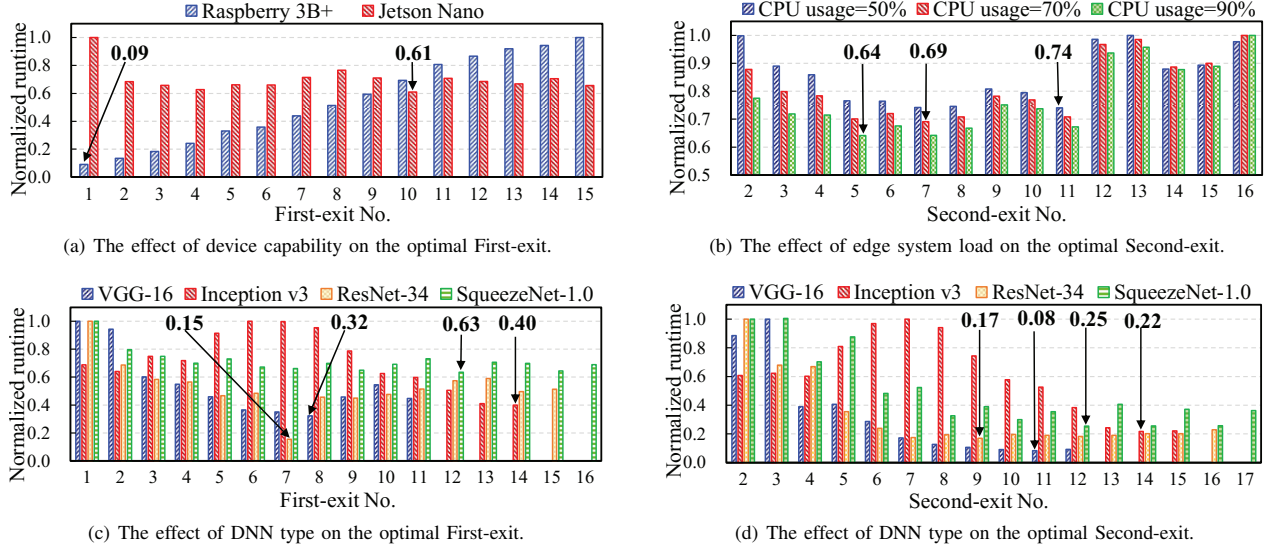 Raspberry 3B+ Jetson Nano
Normalized runtime
1.0
0.8
0.6
0.4
0.2
0.0
0.09
0.61
1 2 3 4 5 6 7 8 9 10 11 12 13 14 15
First-exit No.
(a) The effect of device capability on the optimal First-exit.
CPU usage=50% CPU usage=70% CPU usage=90%
Normalized runtime
1.0
0.9
0.8
0.7
0.6
0.5
0.64
0.69
0.74
2 3 4 5 6 7 8 9 10 11 12 13 14 15 16
Second-exit No.
(b) The effect of edge system load on the optimal Second-exit.
VGG-16 Inception v3 ResNet-34 SqueezeNet-1.0
Normalized runtime
1.0
0.8
0.6
0.4
0.2
0.0
0.15
0.32
0.63
0.40
1 2 3 4 5 6 7 8 9 10 11 12 13 14 15 16
First-exit No.
(c) The effect of DNN type on the optimal First-exit.
VGG-16 Inception v3 ResNet-34 SqueezeNet-1.0
Normalized runtime
1.0
0.8
0.6
0.4
0.2
0.0
0.17
0.08
0.25
0.22
2 3 4 5 6 7 8 9 10 11 12 13 14 15 16 17
Second-exit No.
(d) The effect of DNN type on the optimal Second-exit.